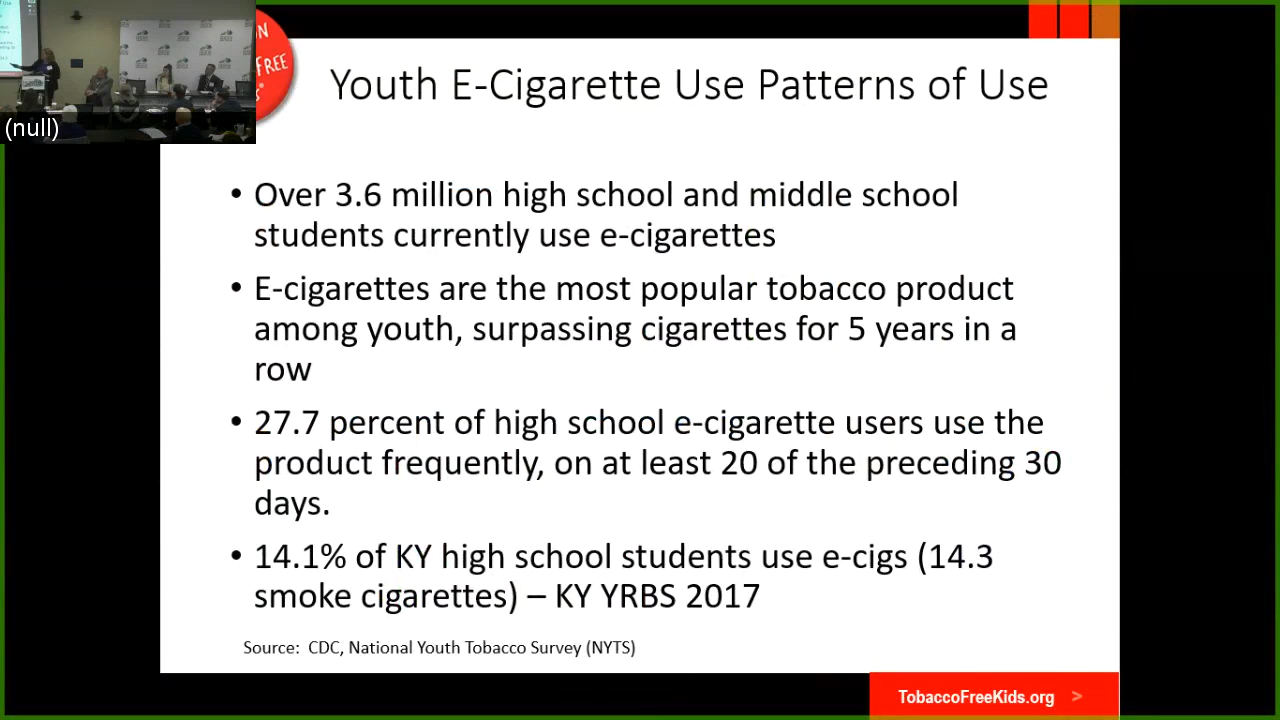 (null)
N
FREE
Youth E-Cigarette Use Patterns of Use
• Over 3.6 million high school and middle school
students currently use e-cigarettes
• E-cigarettes are the most popular tobacco product
among youth, surpassing cigarettes for 5 years in a
row
• 27.7 percent of high school e-cigarette users use the
product frequently, on at least 20 of the preceding 30
days.
• 14.1% of KY high school students use e-cigs (14.3
smoke cigarettes) – KY YRBS 2017
Source: CDC, National Youth Tobacco Survey (NYTS)
TobaccoFreeKids.org >